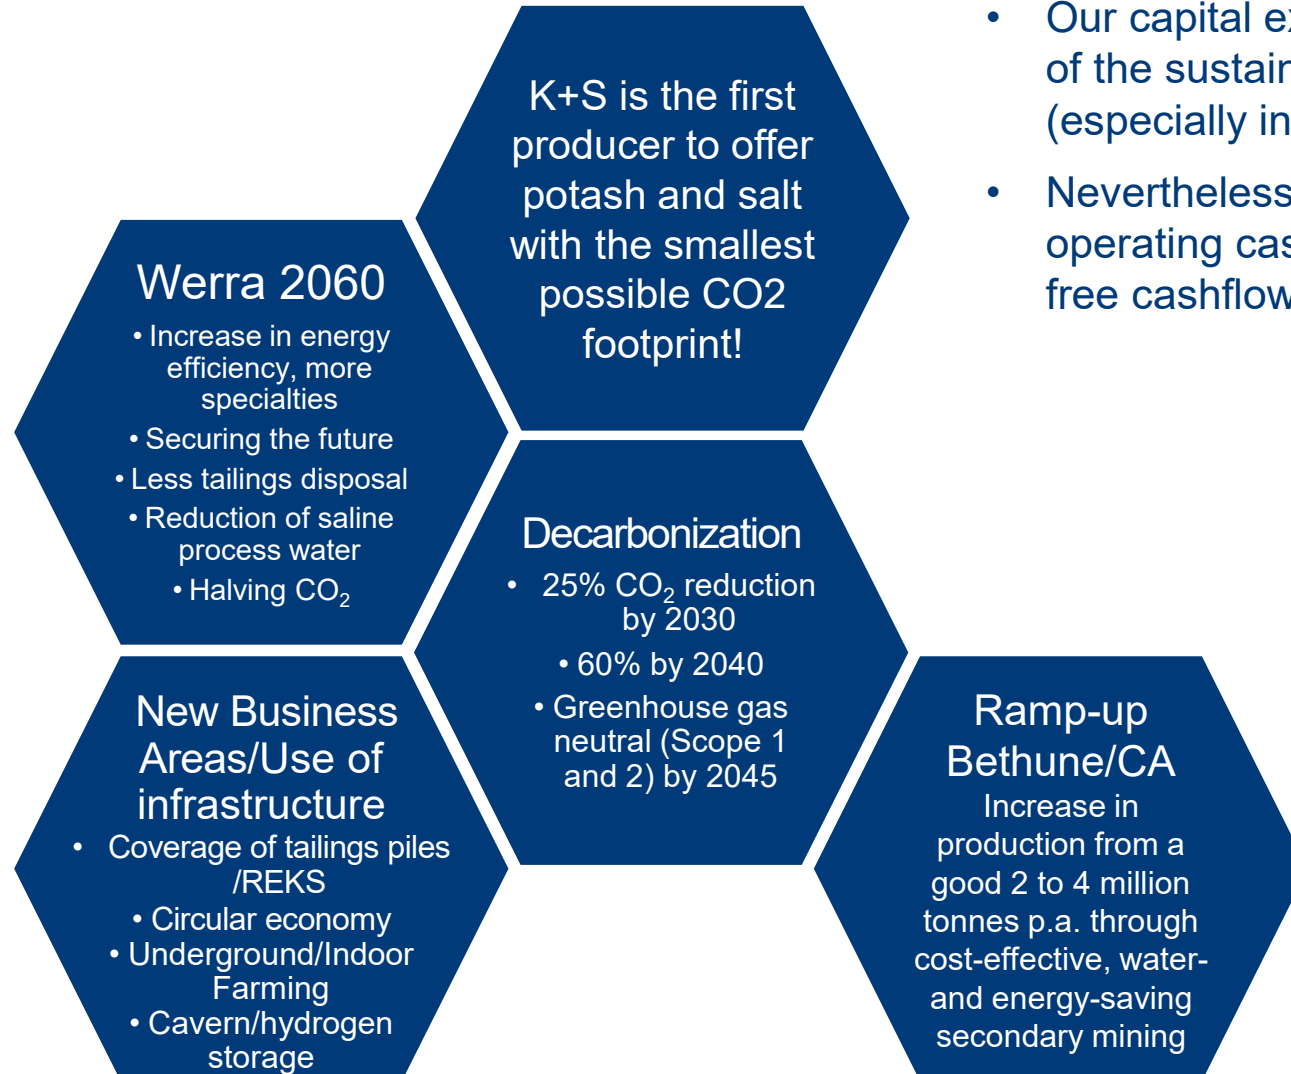 K+S is the first
producer to offer
potash and salt
with the smallest
possible CO2
footprint!
• Our capital
of the
(especially in
• Nevertheless
operating
free cashflow
Werra 2060
• Increase in energy
efficiency, more
specialties
• Securing the future
• Less tailings disposal
• Reduction of saline
process water
• Halving CO₂
Decarbonization
• 25% CO₂ reduction
by 2030
• 60% by 2040
• Greenhouse gas
neutral (Scope 1
and 2) by 2045
New Business
Areas/Use of
infrastructure
• Coverage of tailings piles
/REKS
• Circular economy
• Underground/Indoor
Farming
• Cavern/hydrogen
storage
Ramp-up
Bethune/CA
Increase in
production from a
good 2 to 4 million
tonnes p.a. through
cost-effective, water-
and energy-saving
secondary mining